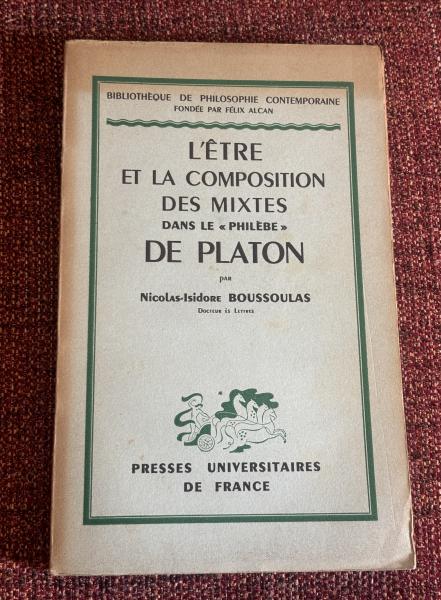 BIBLIOTHÈQUE DE PHILOSOPHIE CONTEMPORAINE
FONDÉE PAR FÉLIX ALCAN
L'ÊTRE
ET LA COMPOSITION
DES MIXTES
DANS LE « PHILÈBE »
DE PLATON
PAR
Nicolas-Isidore BOUSSOULAS
Docteur ès Lettres
PRESSES UNIVERSITAIRES
DE FRANCE